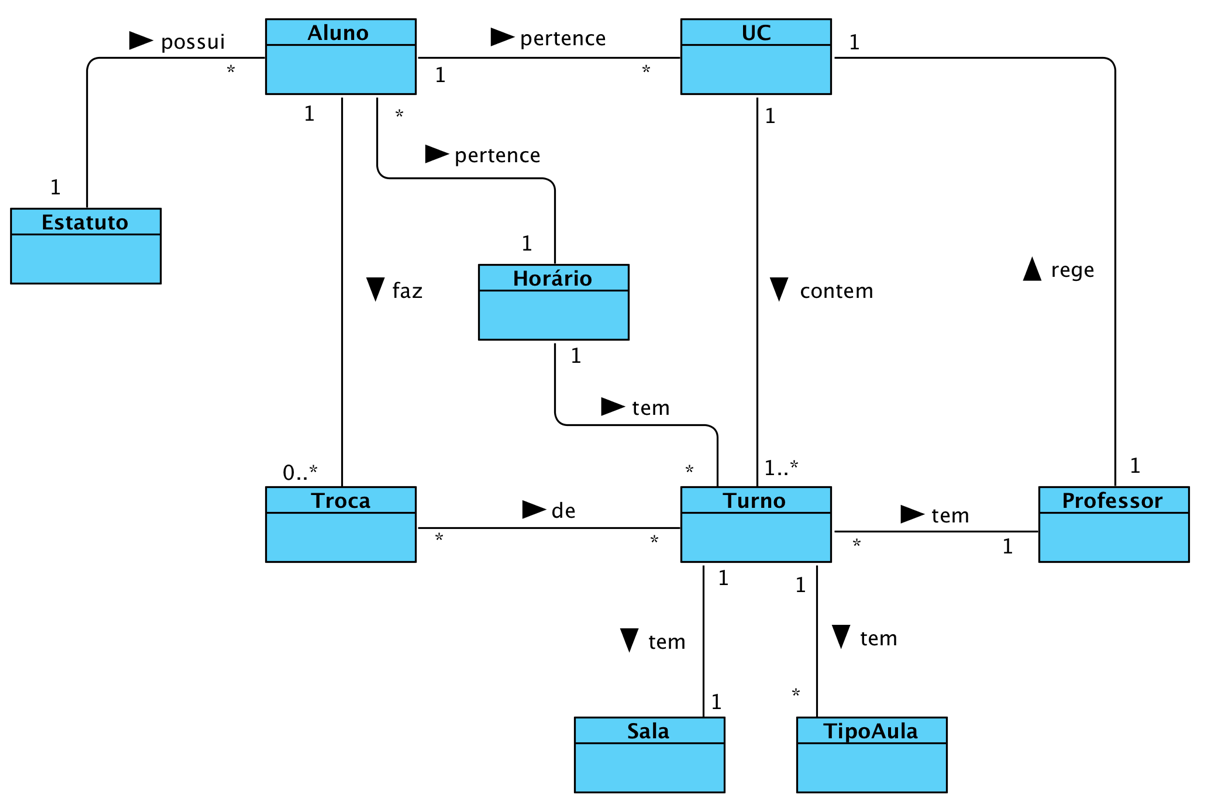 Aluno
UC
possui
pertence
1
*
1
*
1
*
1
pertence
1
Estatuto
1
Horário
rege
faz
contem
1
tem
0..*
*
1..*
1
Troca
Turno
Professor
de
tem
*
*
*
1
1
1
tem
tem
1
*
Sala
TipoAula